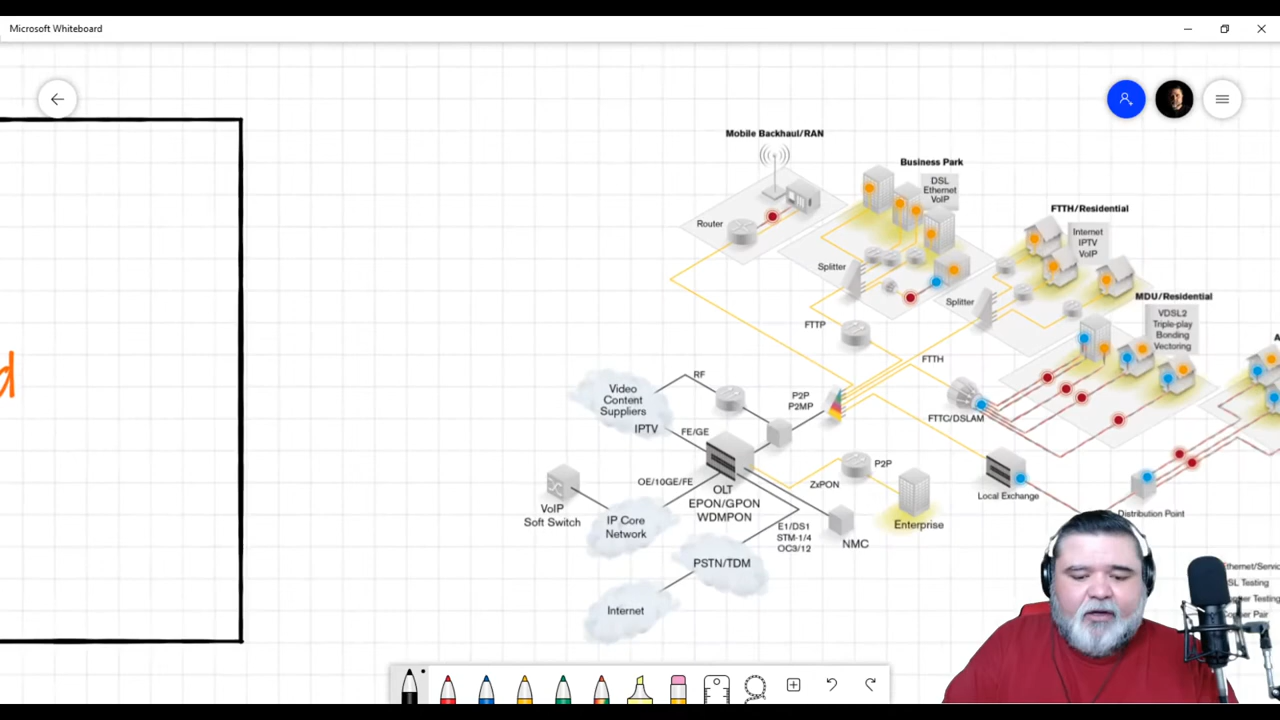 Microsoft Whiteboard
Mobile Backhaul/RAN
Business Park
DSL
Ethernet
VoIP
FTTH/Residential
Router
Internet
IPTV
VoIP
Splitter
Splitter
MDU/Residential
VDSL2
Triple-play
Bonding
Vectoring
FTTP
FTTH
RF
Video
Content
Suppliers
IPTV
P2P
P2MP
FTTC/DSLAM
FE/GE
P2P
OE/10GE/FE
ZxPON
OLT
EPON/GPON
WDMPON
Local Exchange
VoIP
Soft Switch
IP Core
Network
E1/DS1
STM-1/4
OC3/12
NMC
Enterprise
Distribution Point
PSTN/TDM
Internet
Testing
Testing
Pair